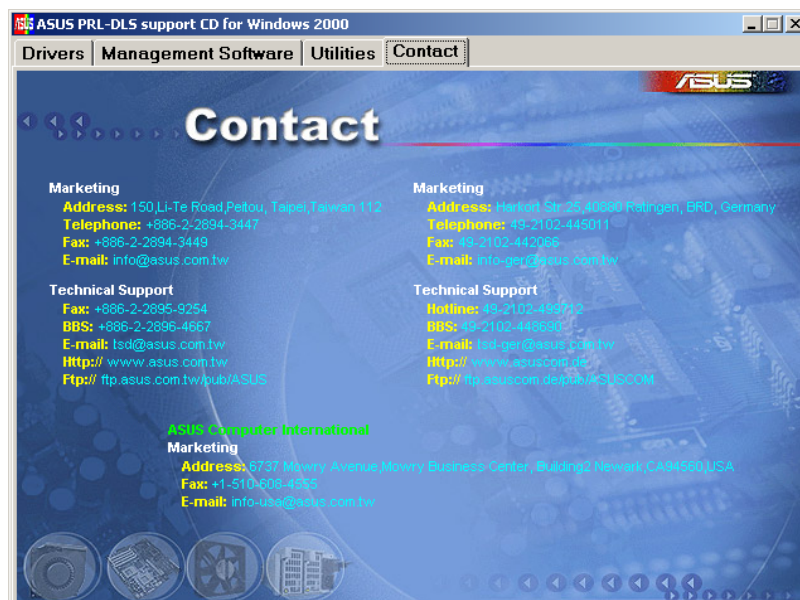 ASUS PRL-DLS support CD for Windows 2000
Drivers
Management Software
Utilities
Contact
ASUS
Contact
Marketing
Address: 150,Li-Te Road,Peitou, Taipei,Taiwan 112
Telephone: +886-2-2894-3447
Fax: +886-2-2894-3449
E-mail: info@asus.com.tw
Technical Support
Fax: +886-2-2895-9254
BBS: +886-2-2896-4667
E-mail: tsd@asus.com.tw
Http:// www.asus.com.tw
Ftp:// ftp.asus.com.tw/pub/ASUS
Marketing
Address: Harkort Str.25,40880 Ratingen, BRD, Germany
Telephone: 49-2102-445011
Fax: 49-2102-442066
E-mail: info-ger@asus.com.tw
Technical Support
Hotline: 49-2102-499712
BBS: 49-2102-448690
E-mail: tsd-ger@asus.com.tw
Http:// www.asuscom.de
Ftp:// ftp.asuscom.de/pub/ASUSCOM
ASUS Computer International
Marketing
Address: 6737 Mowry Avenue,Mowry Business Center, Building2 Newark,CA94560,USA
Fax: +1-510-608-4555
E-mail: info-usa@asus.com.tw